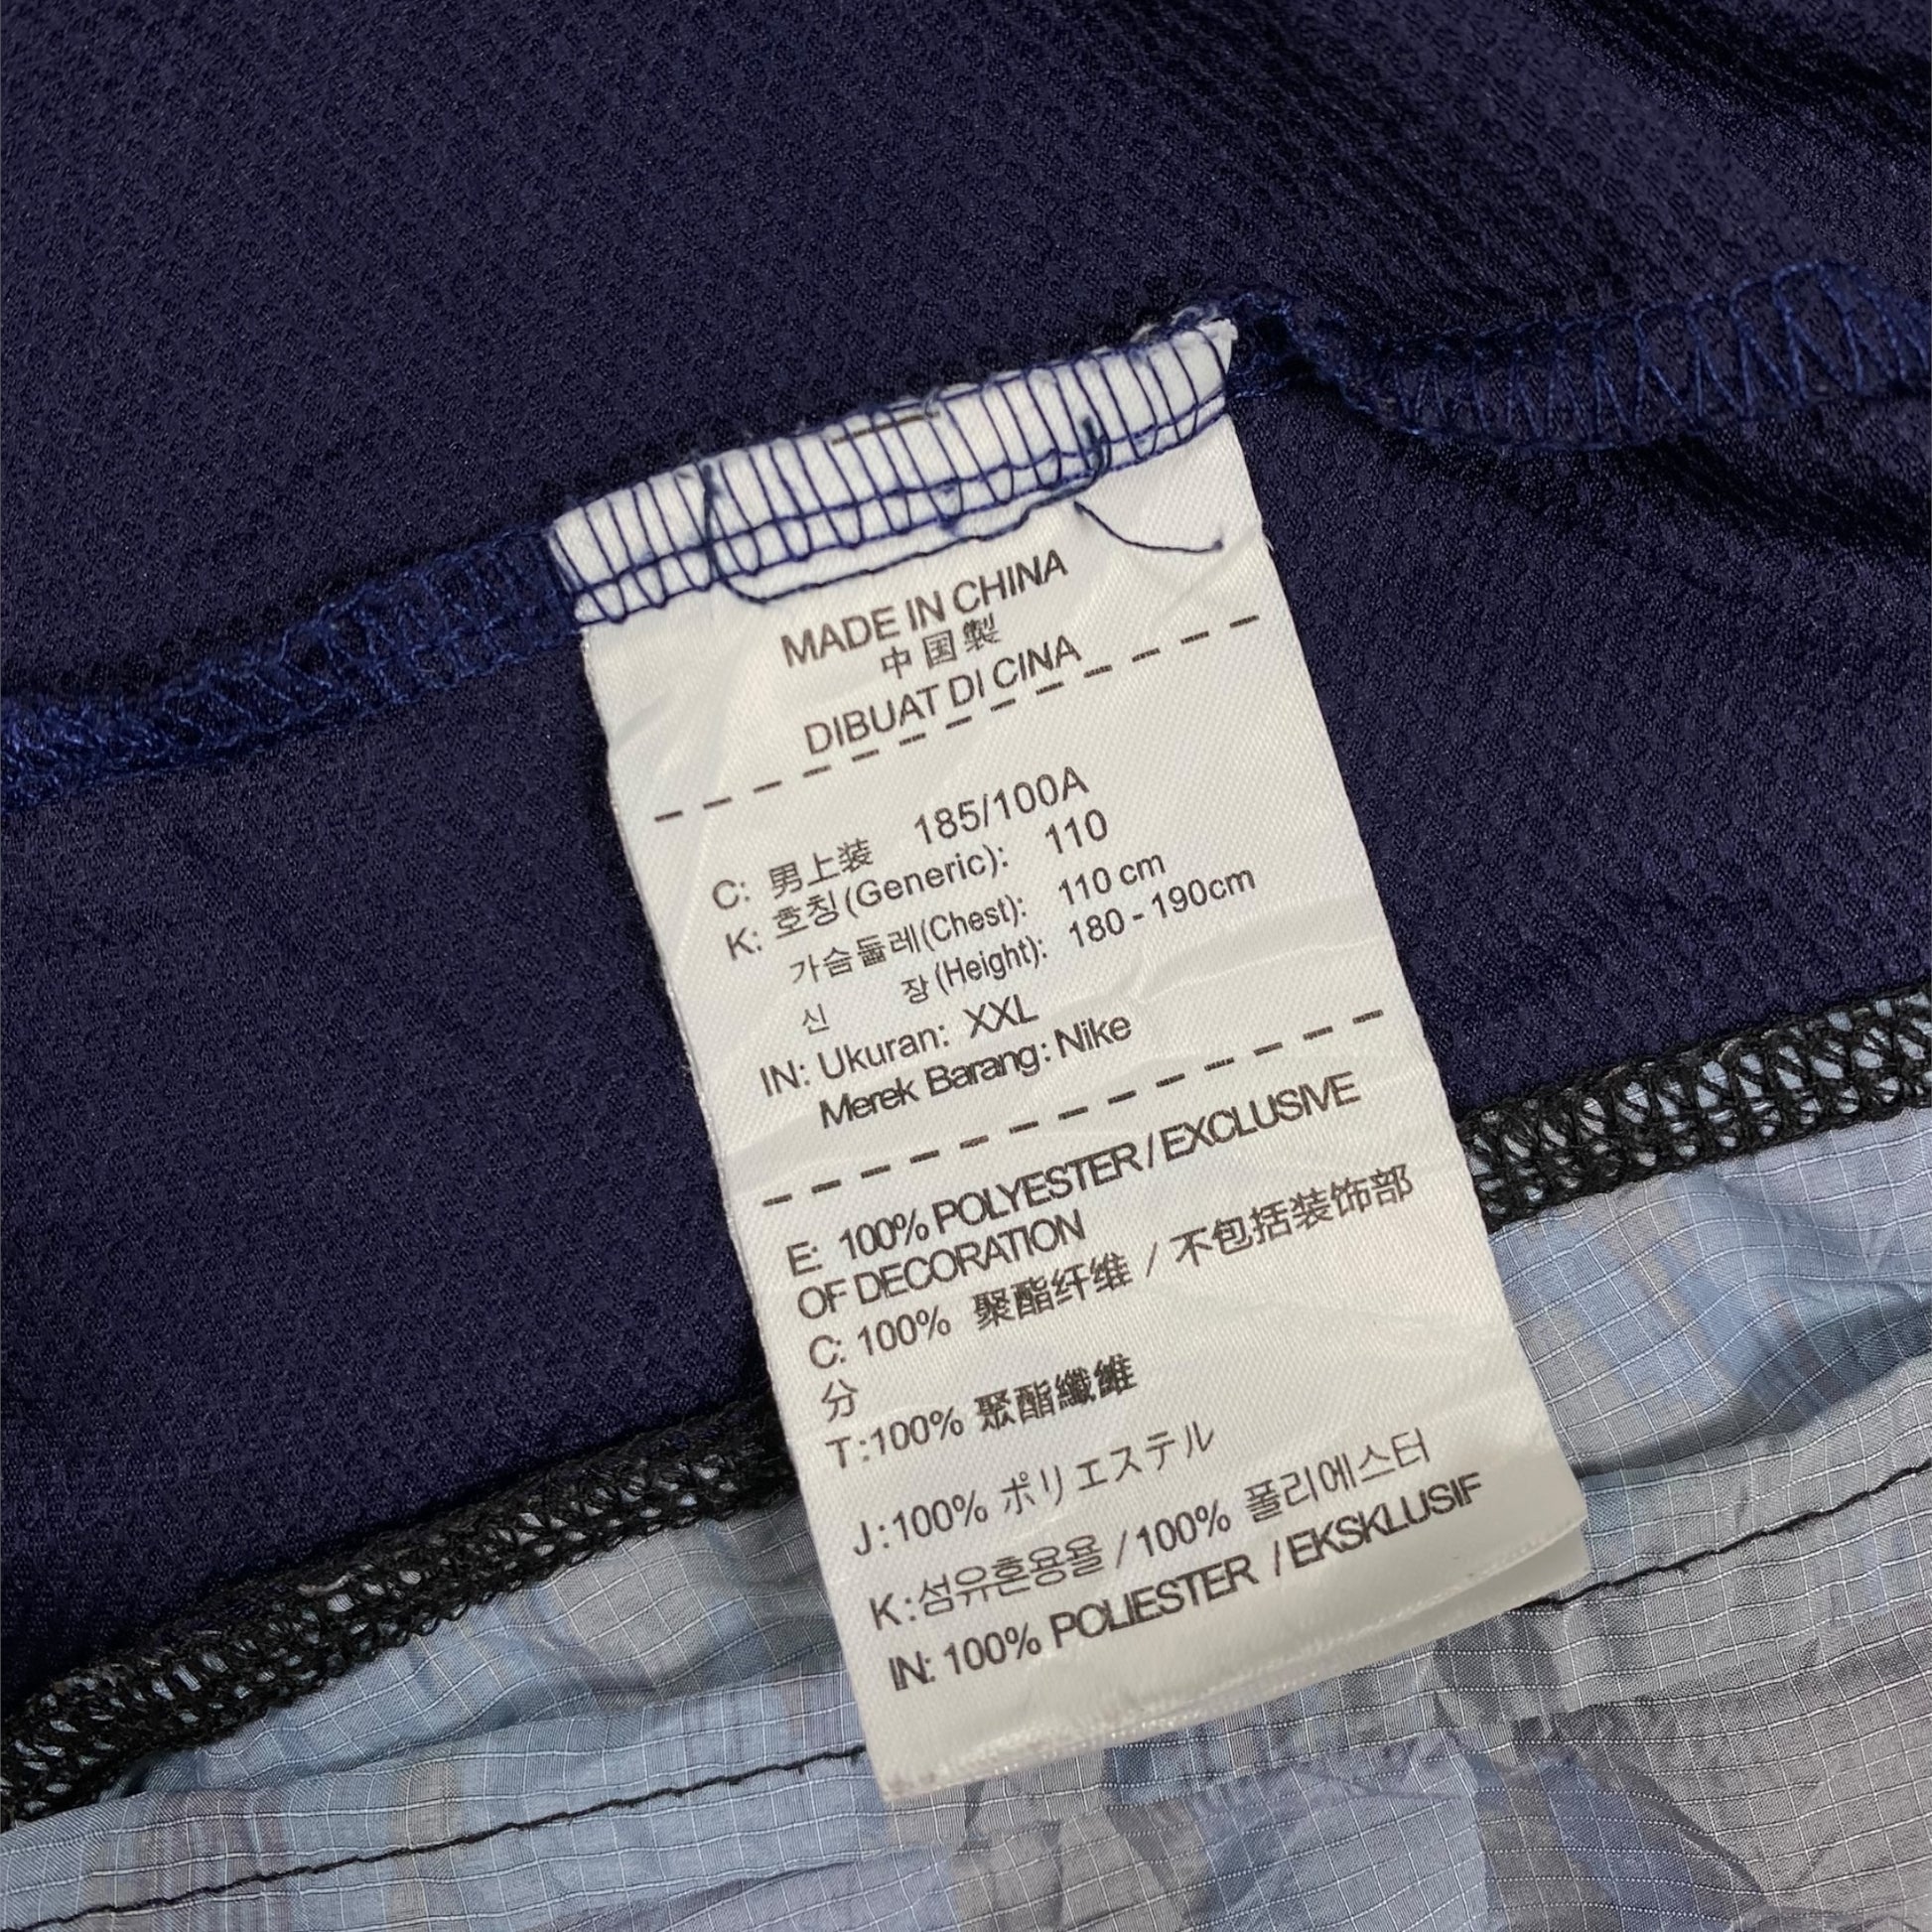 MADE IN CHINA
中国製
DIBUAT DI CINA
C: 男上装 185/100A
K: 호칭(Generic): 110
가슴둘레(Chest): 110 cm
신 장(Height): 180 - 190cm
IN: Ukuran: XXL
Merek Barang: Nike
E: 100% POLYESTER / EXCLUSIVE
OF DECORATION
C: 100% 聚酯纤维 / 不包括装饰部
分
T:100% 聚酯纖維
J:100% ポリエステル
K:섬유혼용율 /100% 폴리에스터
IN: 100% POLIESTER / EKSKLUSIF